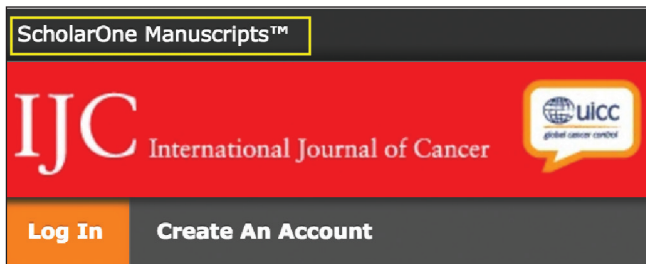 ScholarOne Manuscripts™
IJC International Journal of Cancer
uicc
global cancer control
Log In Create An Account